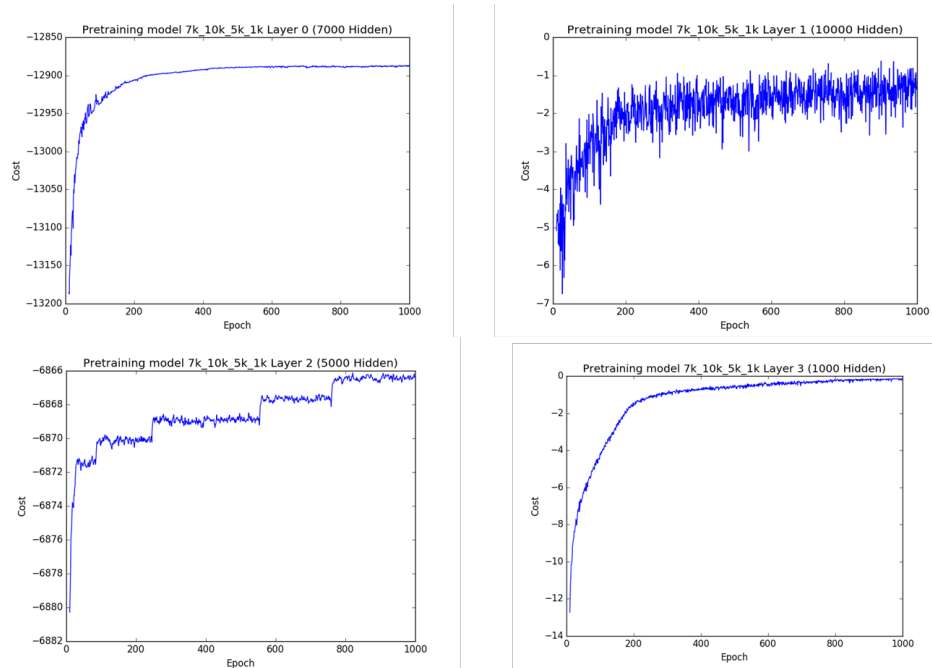 Pretraining model 7k_10k_5k_1k Layer 0 (7000 Hidden)
−12850
−12900
−12950
−13000
−13050
−13100
−13150
−13200
Cost
0 200 400 600 800 1000
Epoch
Pretraining model 7k_10k_5k_1k Layer 1 (10000 Hidden)
0
−1
−2
−3
−4
−5
−6
−7
Cost
0 200 400 600 800 1000
Epoch
Pretraining model 7k_10k_5k_1k Layer 2 (5000 Hidden)
−6866
−6868
−6870
−6872
−6874
−6876
−6878
−6880
−6882
Cost
0 200 400 600 800 1000
Epoch
Pretraining model 7k_10k_5k_1k Layer 3 (1000 Hidden)
0
−2
−4
−6
−8
−10
−12
−14
Cost
0 200 400 600 800 1000
Epoch